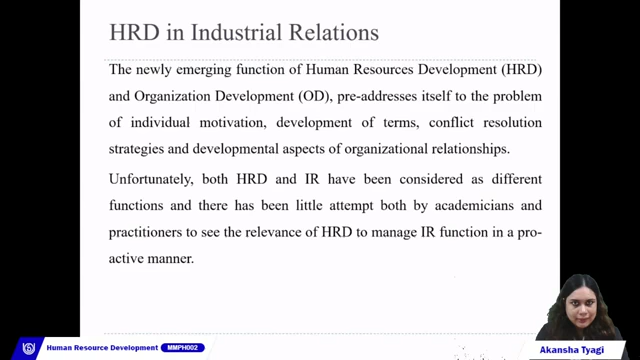 HRD in Industrial Relations
The newly emerging function of Human Resources Development (HRD)
and Organization Development (OD), pre-addresses itself to the problem
of individual motivation, development of terms, conflict resolution
strategies and developmental aspects of organizational relationships.
Unfortunately, both HRD and IR have been considered as different
functions and there has been little attempt both by academicians and
practitioners to see the relevance of HRD to manage IR function in a pro-
active manner.
Human Resource Development MMPH002
Akansha Tyagi